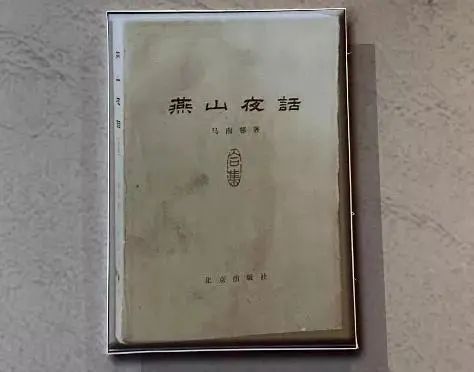 燕山夜話
马南邨著
合集
北京出版社